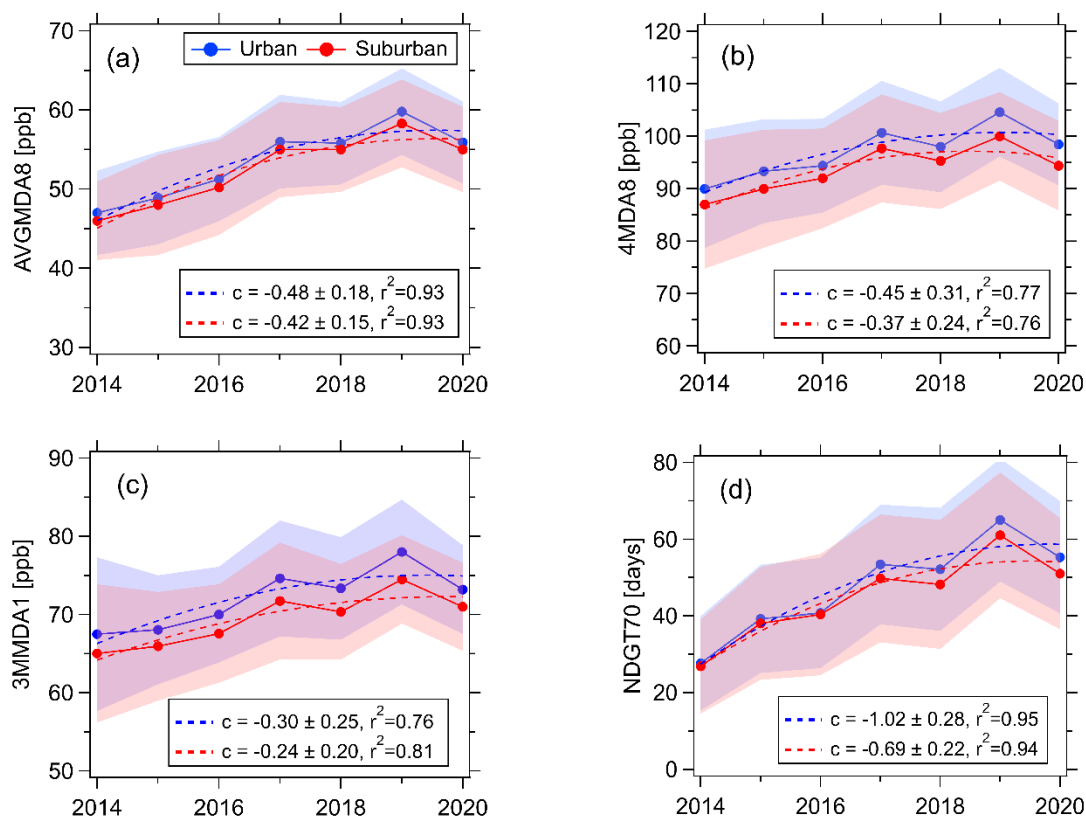 (a)
Urban Suburban
AVGMDA8 [ppb]
70
60
50
40
30
c = -0.48 ± 0.18, r²=0.93
c = -0.42 ± 0.15, r²=0.93
2014 2016 2018 2020
(b)
4MDA8 [ppb]
120
110
100
90
80
70
60
c = -0.45 ± 0.31, r²=0.77
c = -0.37 ± 0.24, r²=0.76
2014 2016 2018 2020
(c)
3MMDA1 [ppb]
90
80
70
60
50
c = -0.30 ± 0.25, r²=0.76
c = -0.24 ± 0.20, r²=0.81
2014 2016 2018 2020
(d)
NDGT70 [days]
80
60
40
20
0
c = -1.02 ± 0.28, r²=0.95
c = -0.69 ± 0.22, r²=0.94
2014 2016 2018 2020